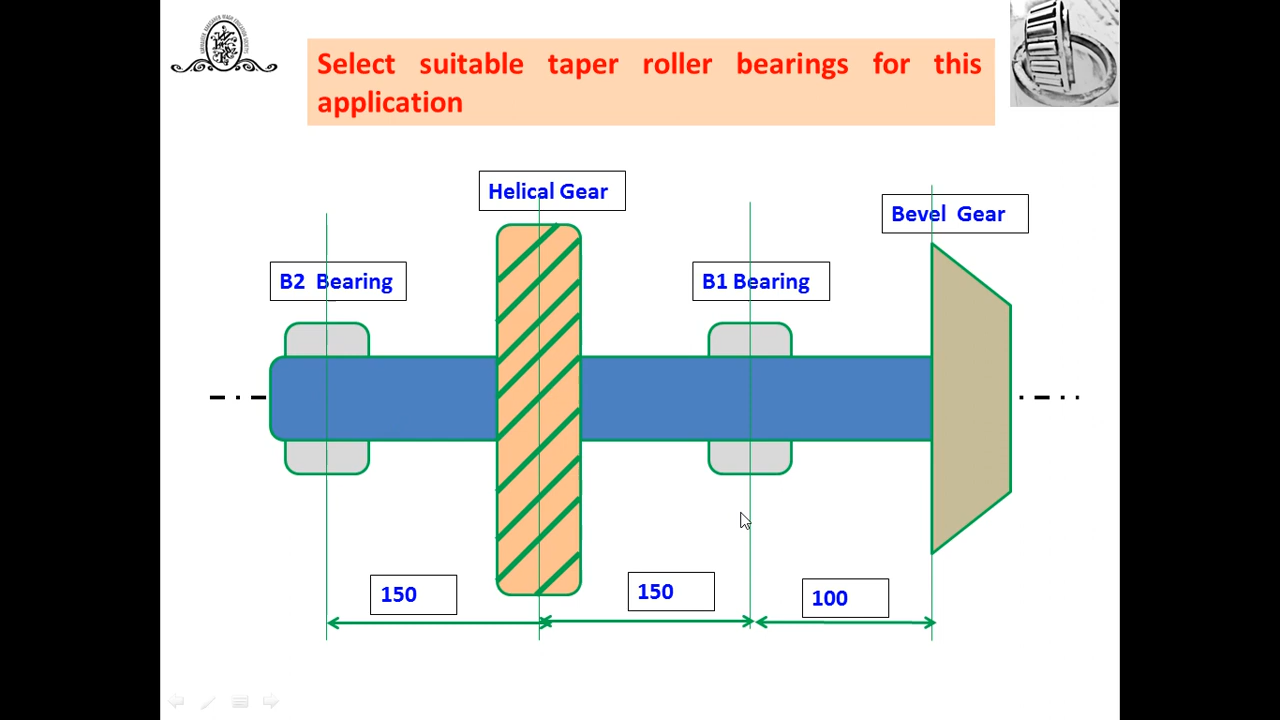 Select suitable taper roller bearings for this
application
Helical Gear
Bevel Gear
B2 Bearing
B1 Bearing
150
150
100